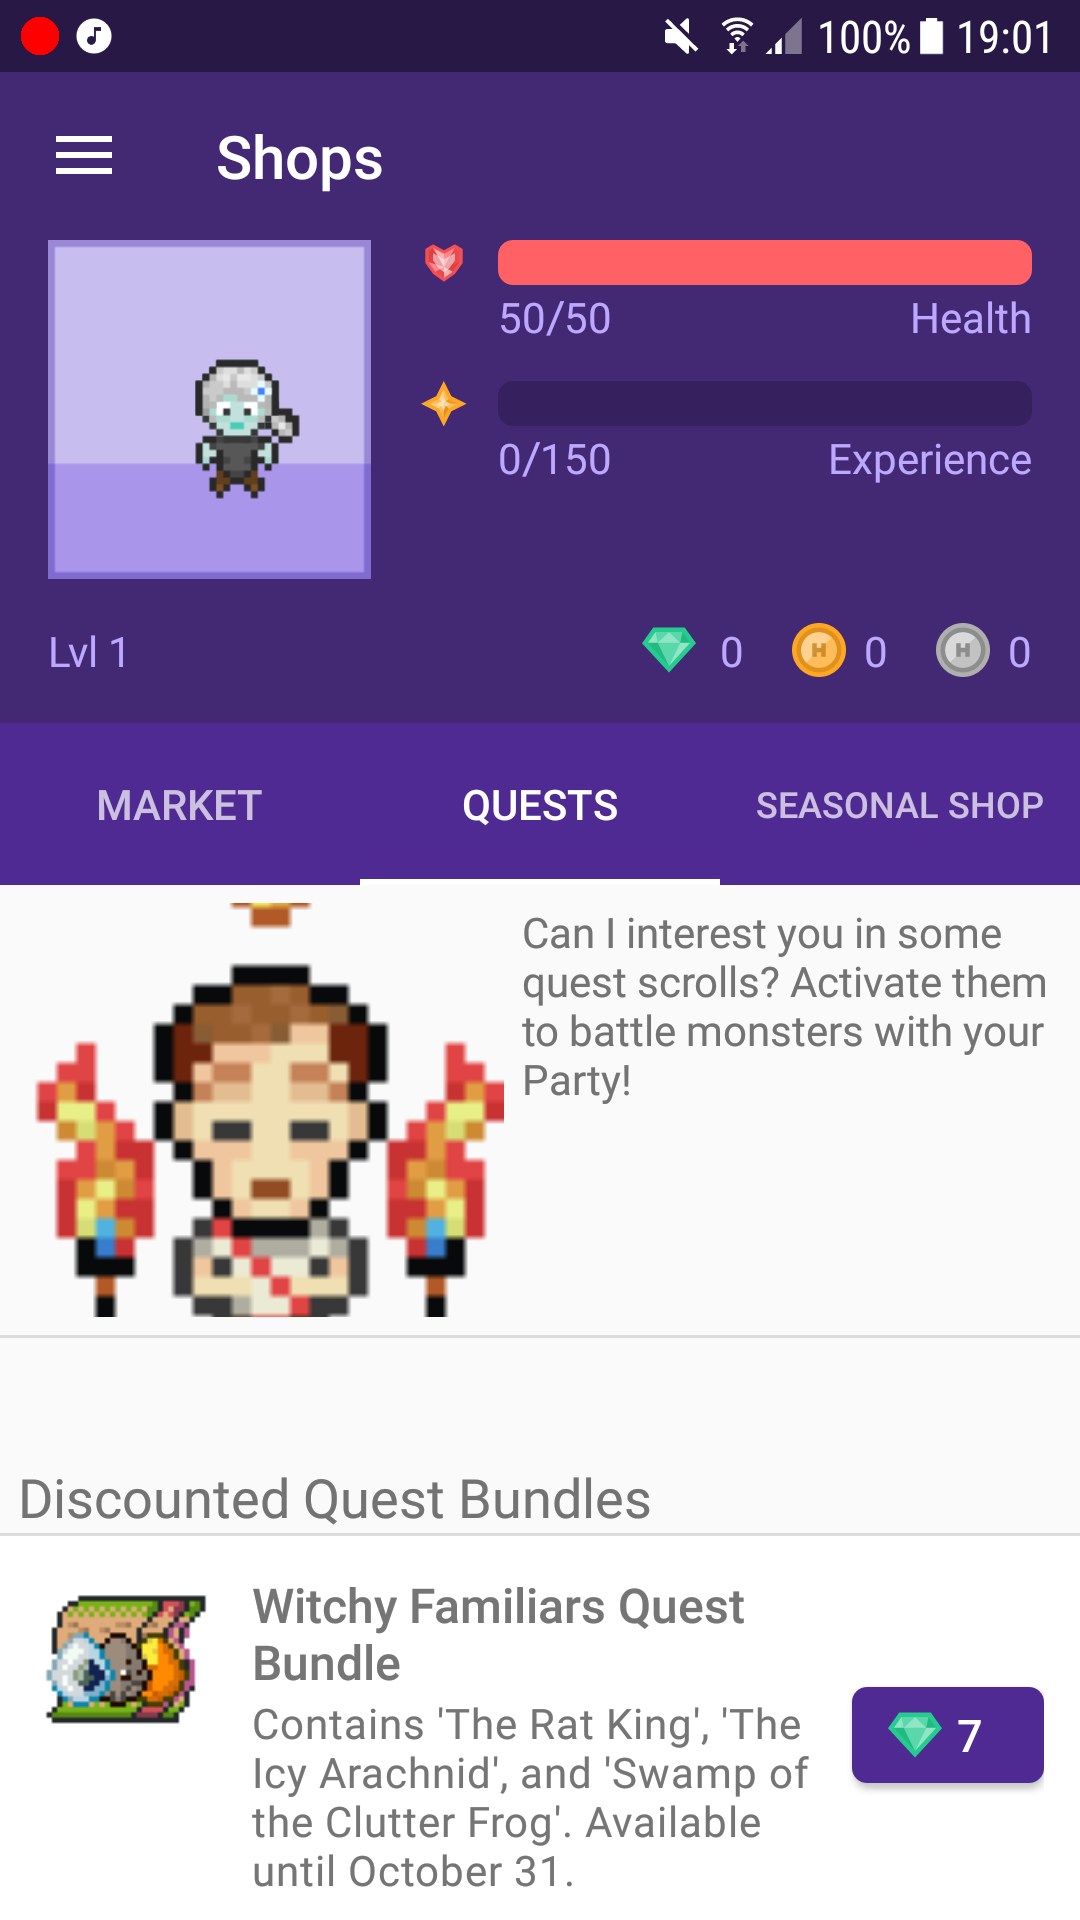 100% 19:01
Shops
50/50 Health
0/150 Experience
Lvl 1 0 0 0
MARKET QUESTS SEASONAL SHOP
Can I interest you in some
quest scrolls? Activate them
to battle monsters with your
Party!
Discounted Quest Bundles
Witchy Familiars Quest
Bundle
Contains 'The Rat King', 'The
Icy Arachnid', and 'Swamp of
the Clutter Frog'. Available
until October 31.
7